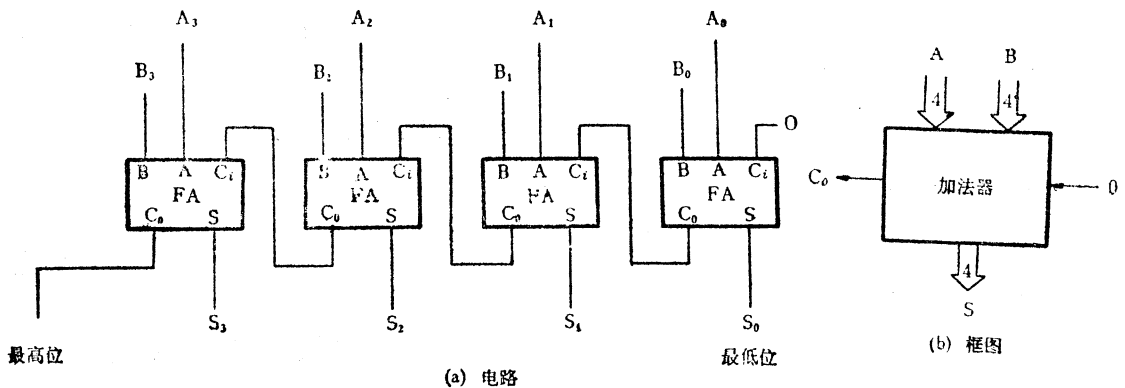 A₃ A₂ A₁ A₀
B₃ B₂ B₁ B₀ 0
B A Cᵢ B A Cᵢ B A Cᵢ B A Cᵢ
FA FA FA FA
C₀ S C₀ S C₀ S C₀ S
S₃ S₂ S₁ S₀
最高位 最低位
(a) 电路
A B
4 4
C₀ 加法器 0
4
S
(b) 框图